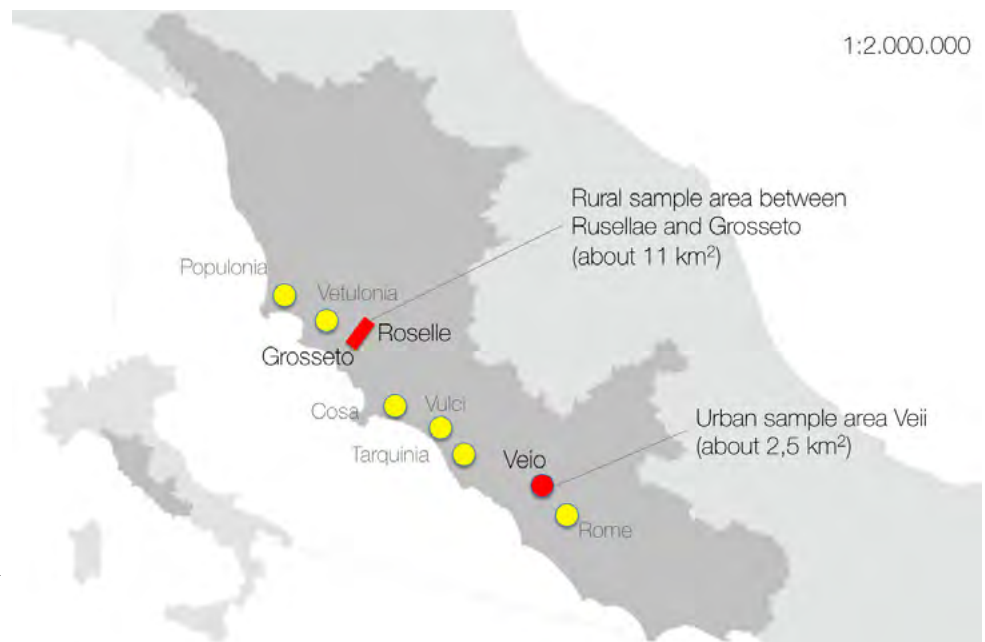 1:2.000.000
Rural sample area between
Rusellae and Grosseto
(about 11 km²)
Populonia
Vetulonia
Roselle
Grosseto
Cosa
Vulci
Tarquinia
Urban sample area Veii
(about 2,5 km²)
Veio
Rome